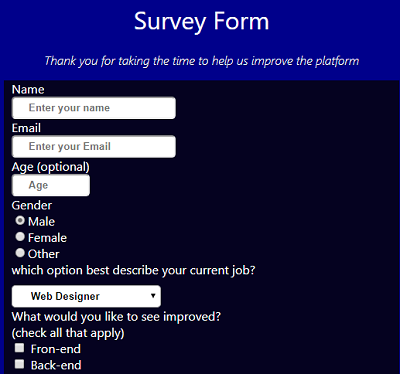 Survey Form
Thank you for taking the time to help us improve the platform
Name
Enter your name
Email
Enter your Email
Age (optional)
Age
Gender
Male
Female
Other
which option best describe your current job?
Web Designer
What would you like to see improved?
(check all that apply)
Fron-end
Back-end